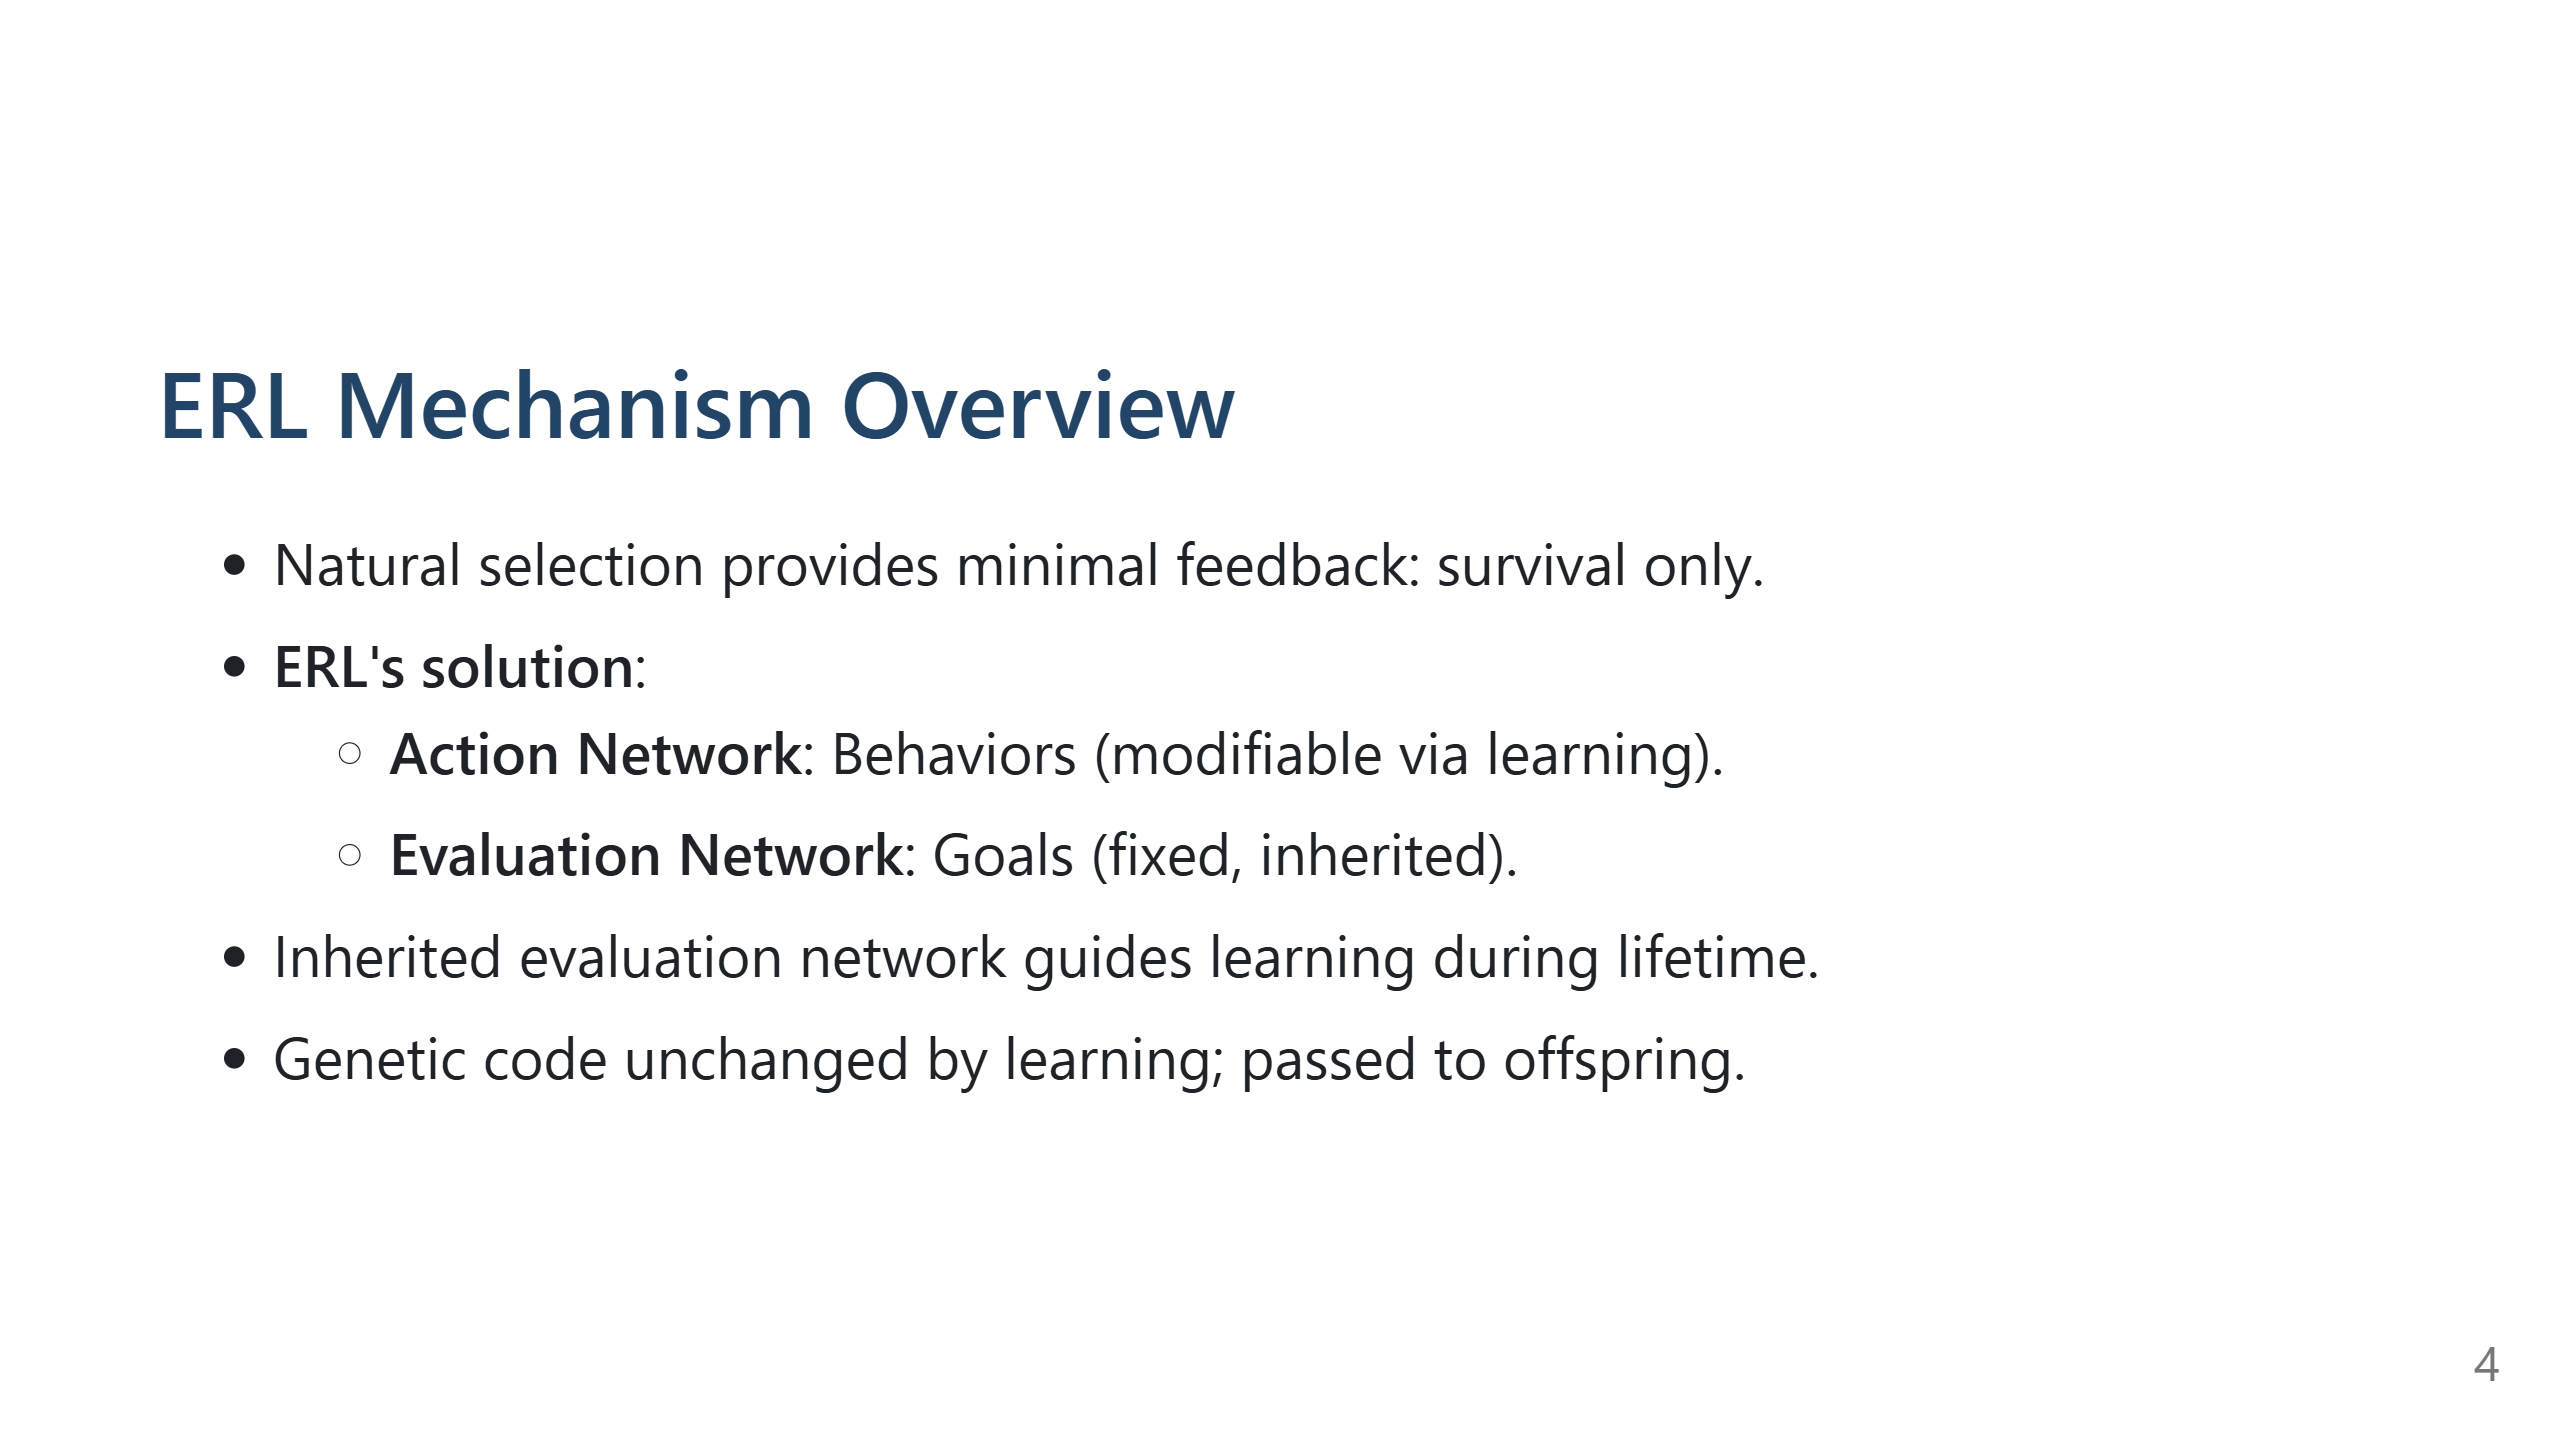 ERL Mechanism Overview
• Natural selection provides minimal feedback: survival only.
• ERL's solution:
○ Action Network: Behaviors (modifiable via learning).
○ Evaluation Network: Goals (fixed, inherited).
• Inherited evaluation network guides learning during lifetime.
• Genetic code unchanged by learning; passed to offspring.
4